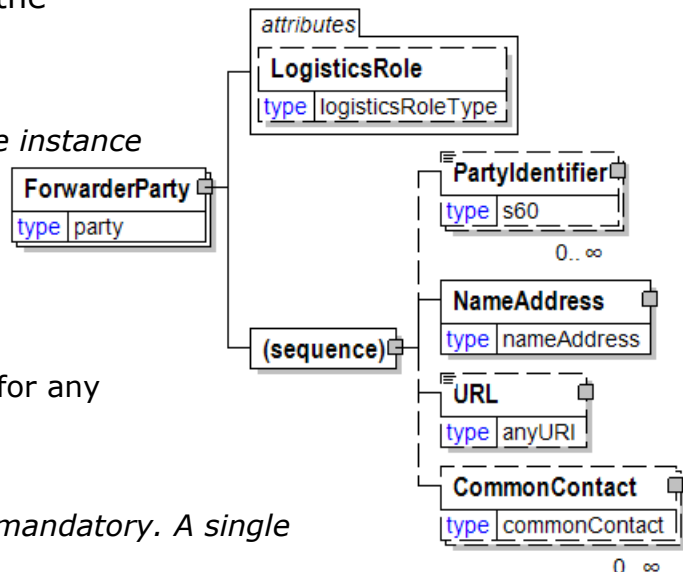 the
attributes
LogisticsRole
type logisticsRoleType
e instance
ForwarderParty
type party
PartyIdentifier
type s60
0.. ∞
NameAddress
type nameAddress
(sequence)
for any
URL
type anyURI
CommonContact
type commonContact
mandatory. A single
0.. ∞